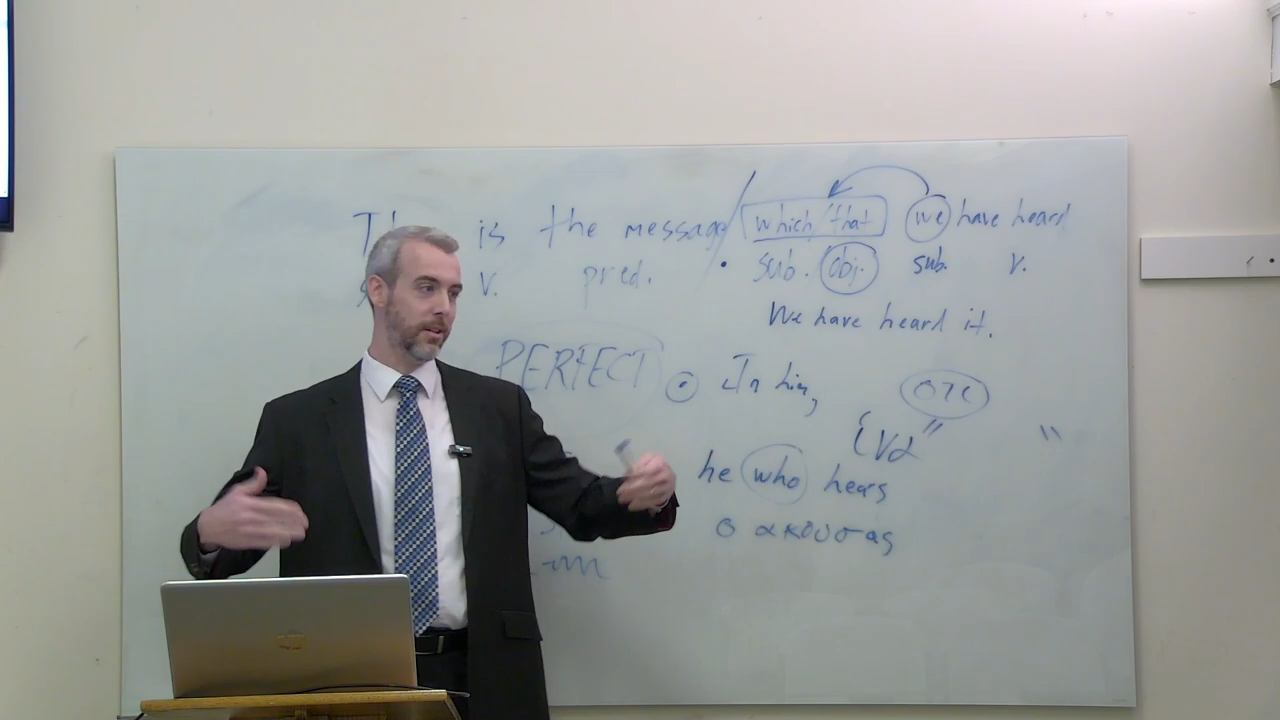 is the message which/that we have heard
v. pred. • sub. obj. sub. v.
We have heard it.
PERFECT
In him,
οτι
ἵνα
he who hears
ο ακουσας